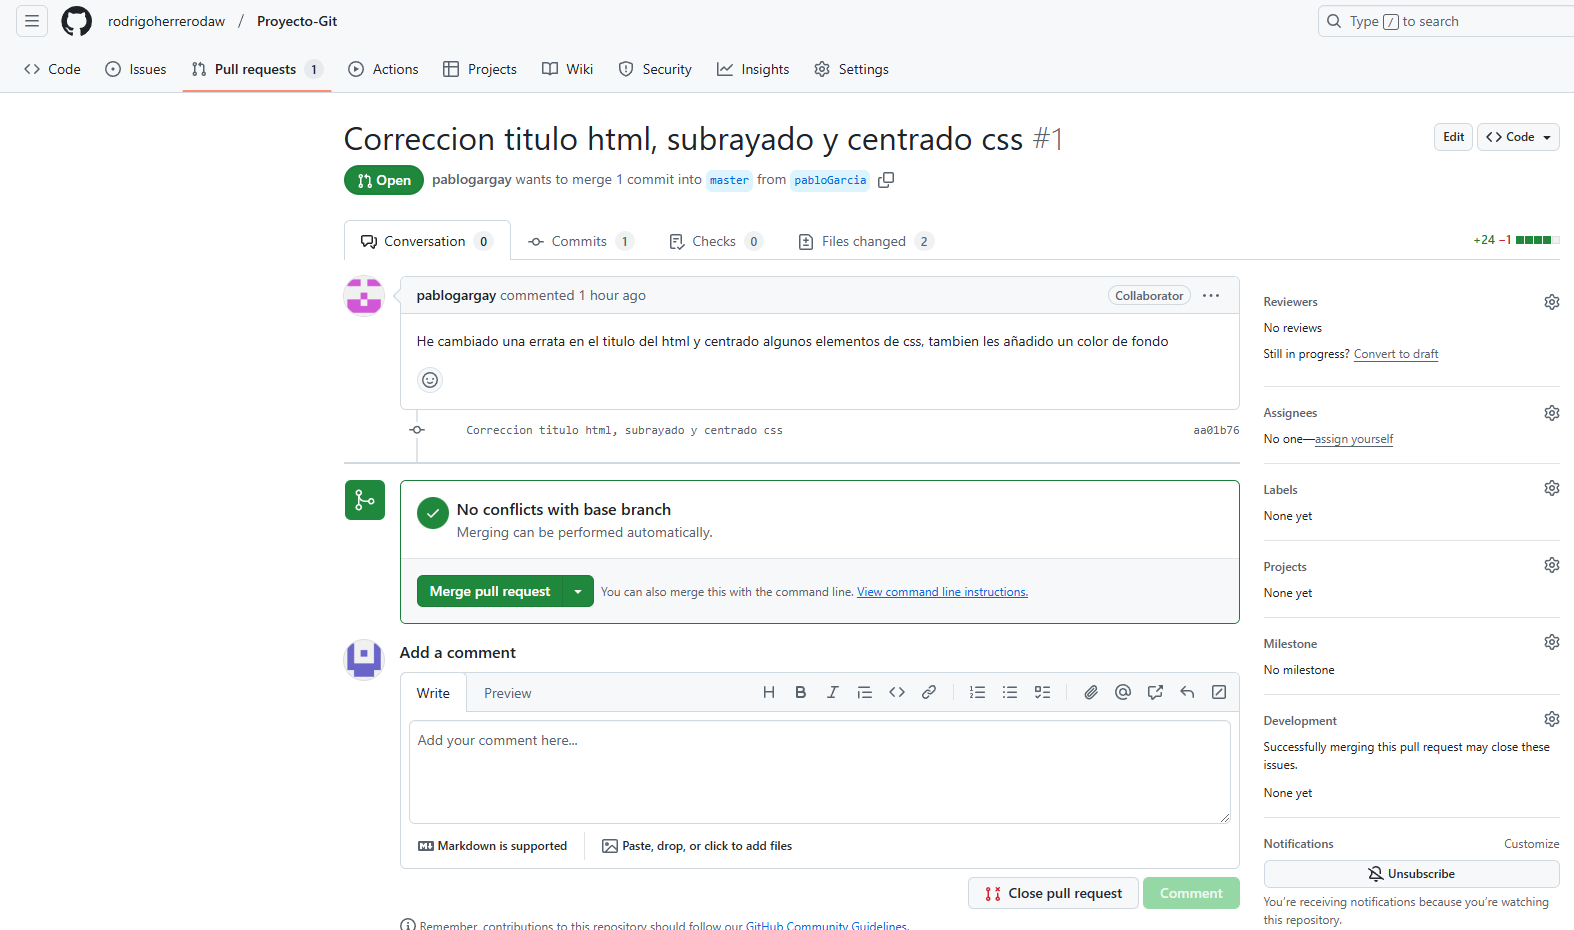 rodrigoherrerodaw / Proyecto-Git
Type / to search
Code Issues Pull requests 1 Actions Projects Wiki Security Insights Settings
Correccion titulo html, subrayado y centrado css #1
Edit Code
Open pablogargay wants to merge 1 commit into master from pabloGarcia
Conversation 0 Commits 1 Checks 0 Files changed 2
+24 −1
pablogargay commented 1 hour ago
Collaborator
He cambiado una errata en el titulo del html y centrado algunos elementos de css, tambien les añadido un color de fondo
Correccion titulo html, subrayado y centrado css aa01b76
No conflicts with base branch
Merging can be performed automatically.
Merge pull request You can also merge this with the command line. View command line instructions.
Add a comment
Write Preview
Add your comment here...
Markdown is supported Paste, drop, or click to add files
Close pull request Comment
Remember, contributions to this repository should follow our GitHub Community Guidelines.
Reviewers
No reviews
Still in progress? Convert to draft
Assignees
No one—assign yourself
Labels
None yet
Projects
None yet
Milestone
No milestone
Development
Successfully merging this pull request may close these
issues.
None yet
Notifications Customize
Unsubscribe
You're receiving notifications because you're watching
this repository.